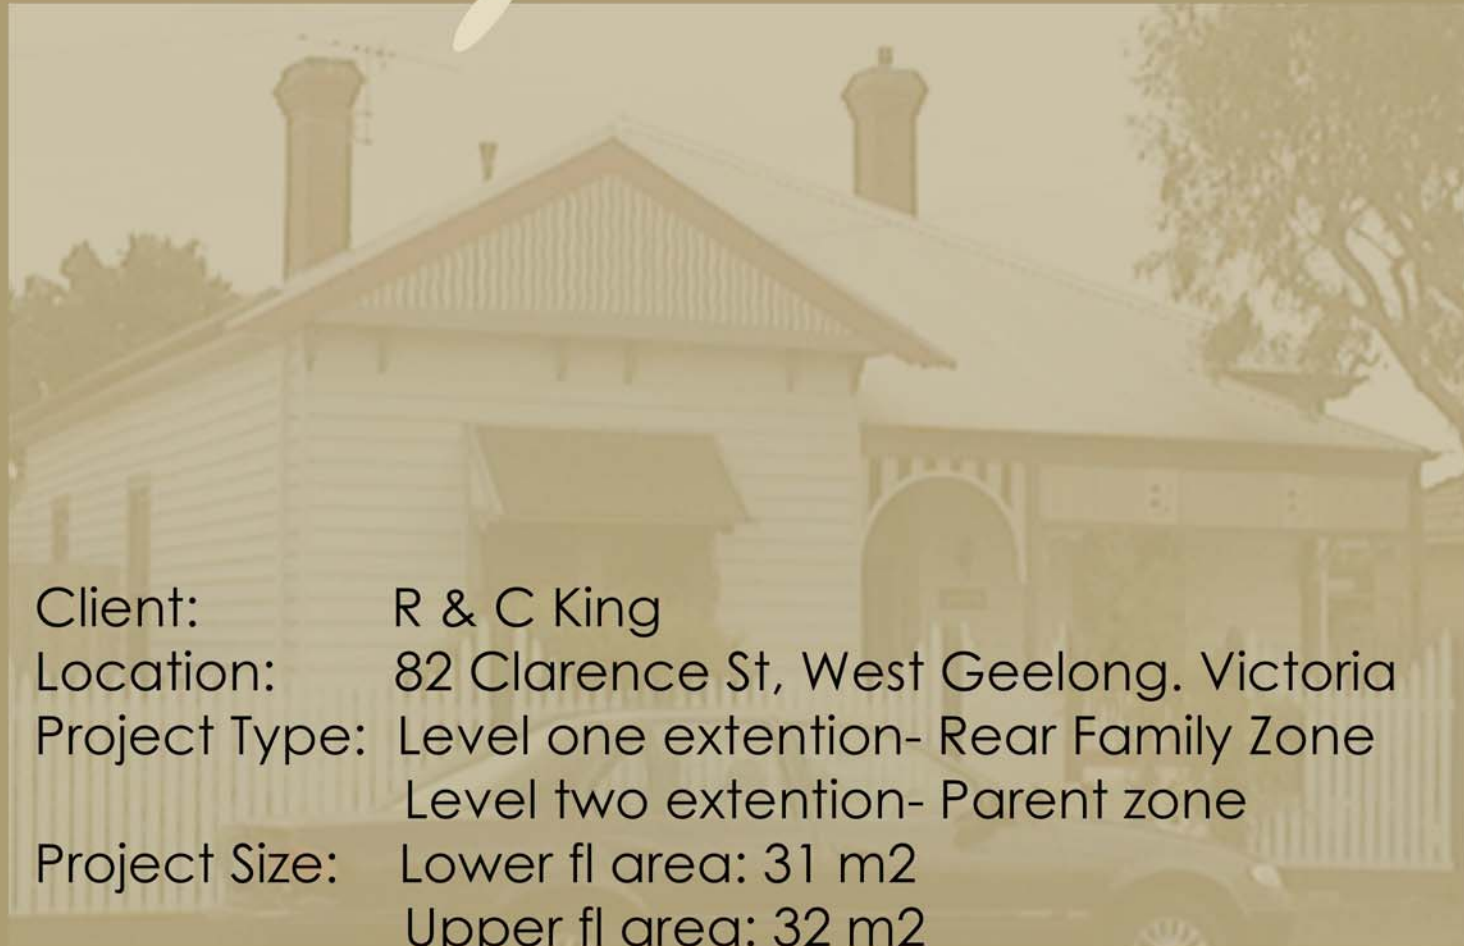 Client: R & C King
Location: 82 Clarence St, West Geelong. Victoria
Project Type: Level one extention- Rear Family Zone
Level two extention- Parent zone
Project Size: Lower fl area: 31 m2
Upper fl area: 32 m2